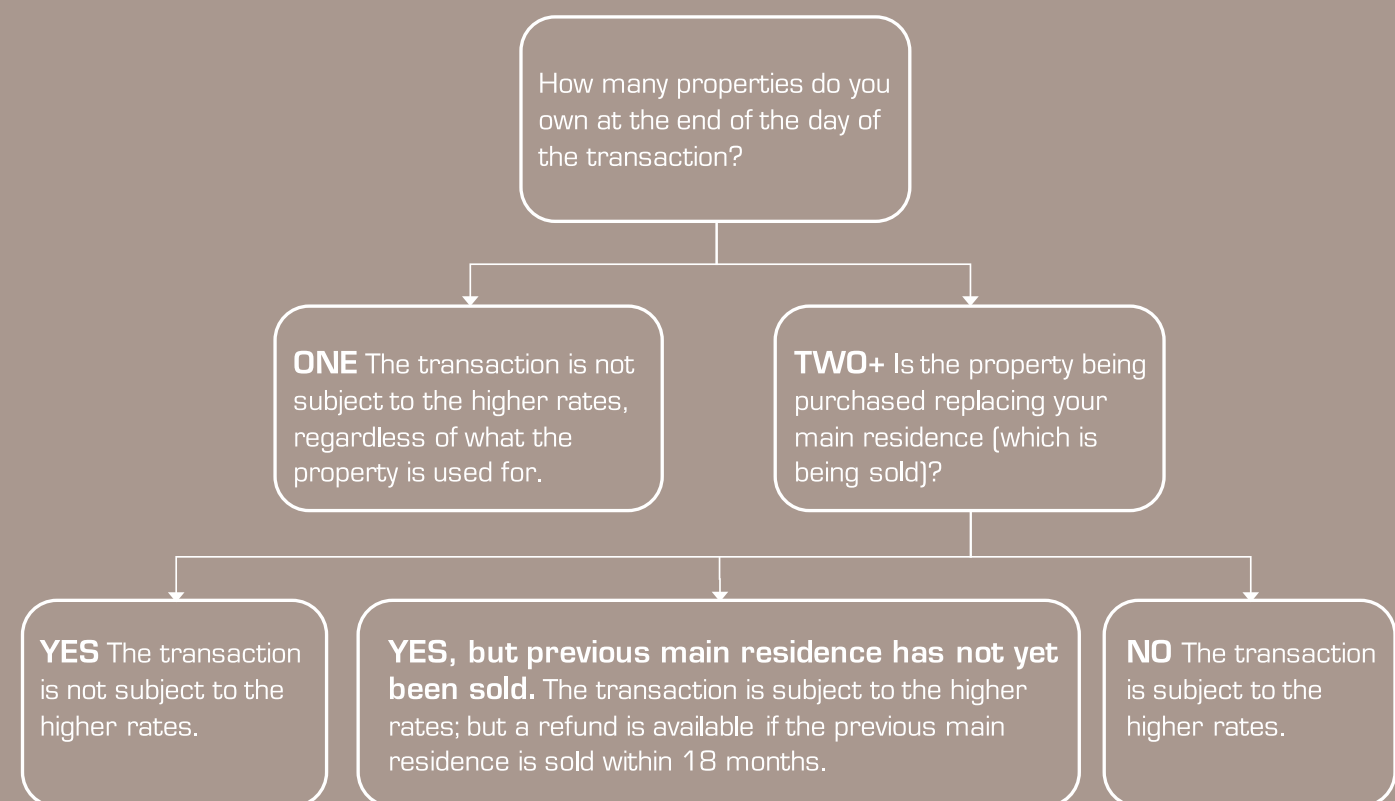 How many properties do you
own at the end of the day of
the transaction?
ONE The transaction is not
subject to the higher rates,
regardless of what the
property is used for.
TWO+ Is the property being
purchased replacing your
main residence (which is
being sold)?
YES The transaction
is not subject to the
higher rates.
YES, but previous main residence has not yet
been sold. The transaction is subject to the higher
rates; but a refund is available if the previous main
residence is sold within 18 months.
NO The transaction
is subject to the
higher rates.